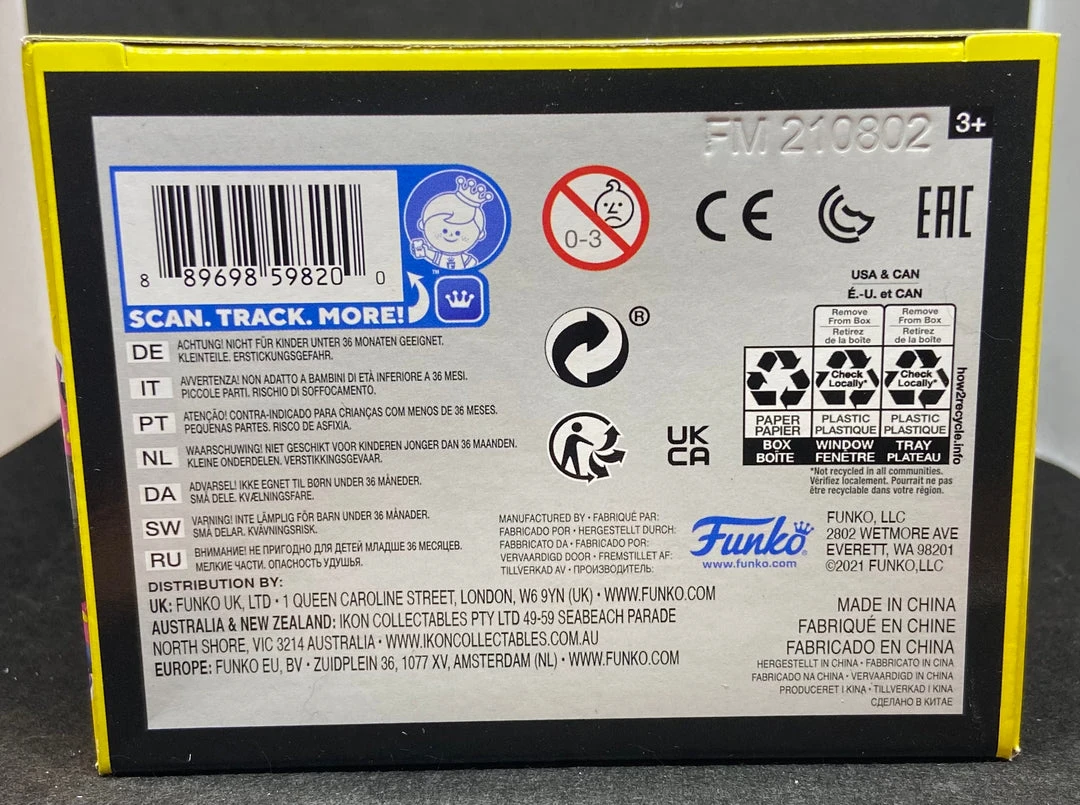 FM 210802
3+
8 89698 59820 0
SCAN. TRACK. MORE!
™
0-3
CE
EAC
®
UK
CA
USA & CAN
É.-U. et CAN
Remove
From Box
Retirez
de la boîte
Remove
From Box
Retirez
de la boîte
Check
Locally*
Check
Locally*
PAPER
PAPIER
BOX
BOÎTE
PLASTIC
PLASTIQUE
WINDOW
FENÊTRE
PLASTIC
PLASTIQUE
TRAY
PLATEAU
how2recycle.info
*Not recycled in all communities.
Vérifiez localement. Pourrait ne pas
être recyclable dans votre région.
DE ACHTUNG! NICHT FÜR KINDER UNTER 36 MONATEN GEEIGNET.
KLEINTEILE. ERSTICKUNGSGEFAHR.
IT AVVERTENZA! NON ADATTO A BAMBINI DI ETÀ INFERIORE A 36 MESI.
PICCOLE PARTI. RISCHIO DI SOFFOCAMENTO.
PT ATENÇÃO! CONTRA-INDICADO PARA CRIANÇAS COM MENOS DE 36 MESES.
PEQUENAS PARTES. RISCO DE ASFIXIA.
NL WAARSCHUWING! NIET GESCHIKT VOOR KINDEREN JONGER DAN 36 MAANDEN.
KLEINE ONDERDELEN. VERSTIKKINGSGEVAAR.
DA ADVARSEL! IKKE EGNET TIL BØRN UNDER 36 MÅNEDER.
SMÅ DELE. KVÆLNINGSFARE.
SW VARNING! INTE LÄMPLIG FÖR BARN UNDER 36 MÅNADER.
SMÅ DELAR. KVÄVNINGSRISK.
RU ВНИМАНИЕ! НЕ ПРИГОДНО ДЛЯ ДЕТЕЙ МЛАДШЕ 36 МЕСЯЦЕВ.
МЕЛКИЕ ЧАСТИ. ОПАСНОСТЬ УДУШЬЯ.
MANUFACTURED BY • FABRIQUÉ PAR:
FABRICADO POR • HERGESTELLT DURCH:
FABRICATO DA • FABRICADO POR:
VERVAARDIGD DOOR • FREMSTILLET AF:
TILLVERKAD AV • ПРОИЗВОДИТЕЛЬ:
Funko
www.funko.com
FUNKO, LLC
2802 WETMORE AVE
EVERETT, WA 98201
©2021 FUNKO,LLC
DISTRIBUTION BY:
UK: FUNKO UK, LTD • 1 QUEEN CAROLINE STREET, LONDON, W6 9YN (UK) • WWW.FUNKO.COM
AUSTRALIA & NEW ZEALAND: IKON COLLECTABLES PTY LTD 49-59 SEABEACH PARADE
NORTH SHORE, VIC 3214 AUSTRALIA • WWW.IKONCOLLECTABLES.COM.AU
EUROPE: FUNKO EU, BV • ZUIDPLEIN 36, 1077 XV, AMSTERDAM (NL) • WWW.FUNKO.COM
MADE IN CHINA
FABRIQUÉ EN CHINE
FABRICADO EN CHINA
HERGESTELLT IN CHINA • FABBRICATO IN CINA
FABRICADO NA CHINA • VERVAARDIGD IN CHINA
PRODUCERET I KINA • TILLVERKAD I KINA
СДЕЛАНО В КИТАЕ